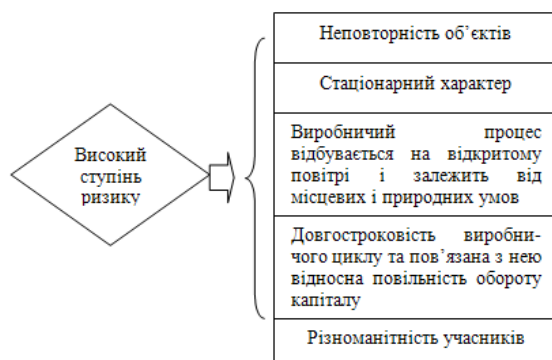 Високий
ступінь
ризику
Неповторність об’єктів
Стаціонарний характер
Виробничий процес
відбувається на відкритому
повітрі і залежить від
місцевих і природних умов
Довгостроковість виробни-
чого циклу та пов’язана з нею
відносна повільність обороту
капіталу
Різноманітність учасників